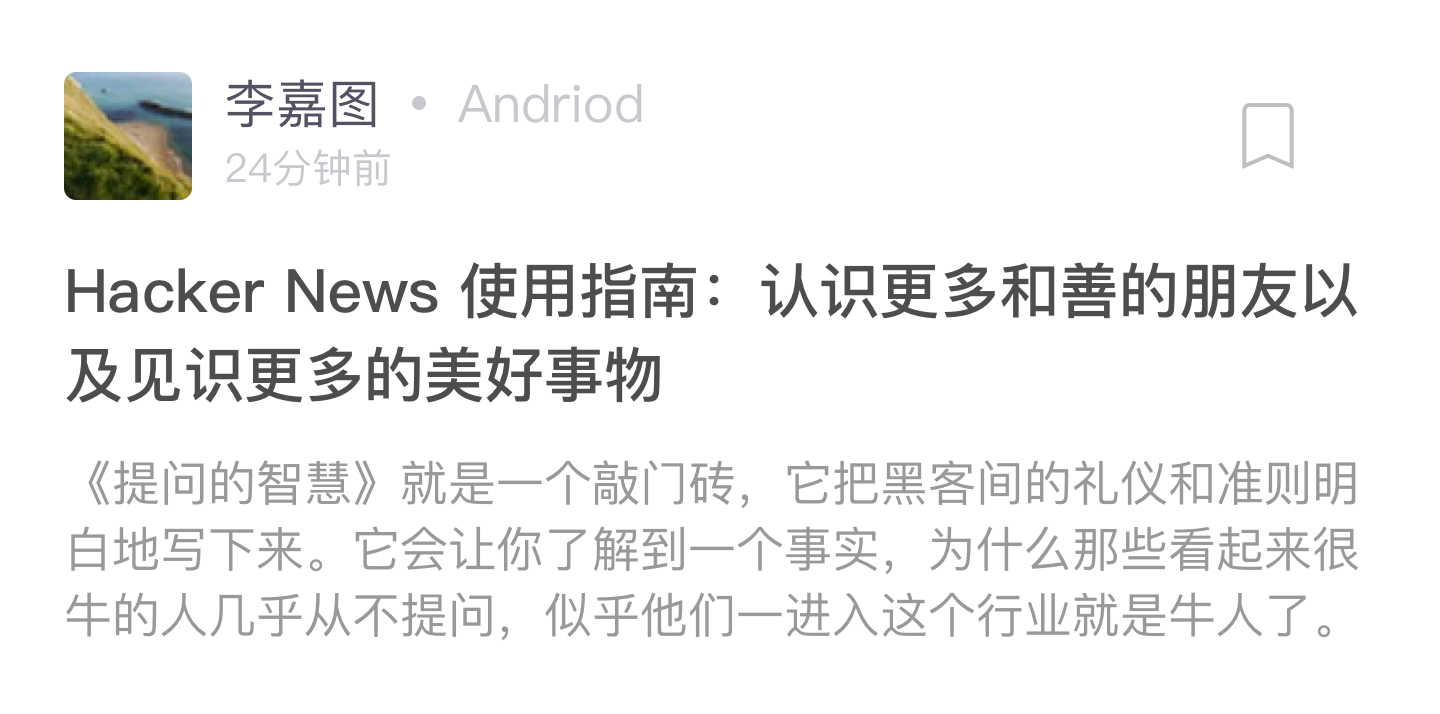 李嘉图 • Andriod
24分钟前
Hacker News 使用指南：认识更多和善的朋友以
及见识更多的美好事物
《提问的智慧》就是一个敲门砖，它把黑客间的礼仪和准则明
白地写下来。它会让你了解到一个事实，为什么那些看起来很
牛的人几乎从不提问，似乎他们一进入这个行业就是牛人了。